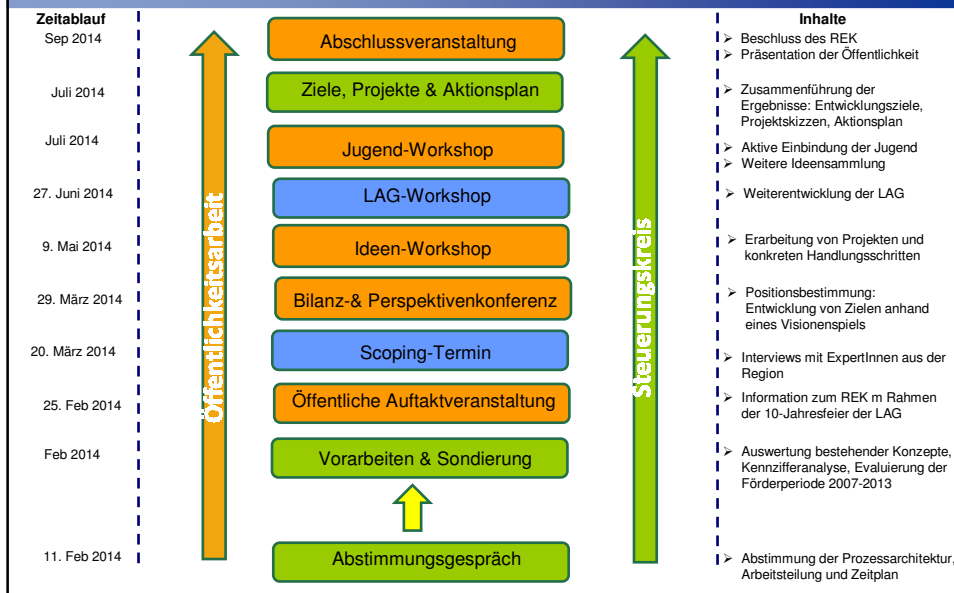 Zeitablauf
Inhalte
Sep 2014
Abschlussveranstaltung
➢ Beschluss des REK
➢ Präsentation der Öffentlichkeit
Juli 2014
Ziele, Projekte & Aktionsplan
➢ Zusammenführung der
Ergebnisse: Entwicklungsziele,
Projektskizzen, Aktionsplan
Juli 2014
Jugend-Workshop
➢ Aktive Einbindung der Jugend
➢ Weitere Ideensammlung
27. Juni 2014
LAG-Workshop
➢ Weiterentwicklung der LAG
9. Mai 2014
Ideen-Workshop
➢ Erarbeitung von Projekten und
konkreten Handlungsschritten
29. März 2014
Bilanz-& Perspektivenkonferenz
➢ Positionsbestimmung:
Entwicklung von Zielen anhand
eines Visionenspiels
20. März 2014
Scoping-Termin
➢ Interviews mit ExpertInnen aus der
Region
25. Feb 2014
Öffentliche Auftaktveranstaltung
➢ Information zum REK m Rahmen
der 10-Jahresfeier der LAG
Feb 2014
Vorarbeiten & Sondierung
➢ Auswertung bestehender Konzepte,
Kennzifferanalyse, Evaluierung der
Förderperiode 2007-2013
11. Feb 2014
Abstimmungsgespräch
➢ Abstimmung der Prozessarchitektur,
Arbeitsteilung und Zeitplan
Öffentlichkeitsarbeit
Steuerungskreis